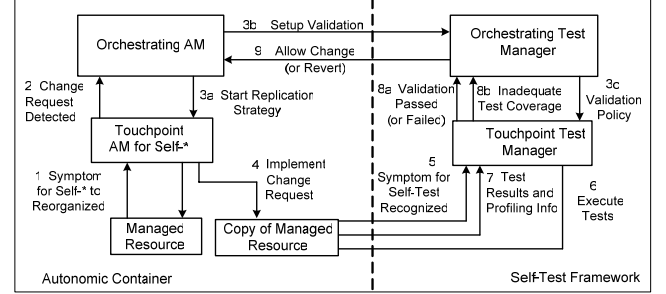 3b Setup Validation
Orchestrating AM
Orchestrating Test
Manager
9 Allow Change
(or Revert)
2 Change
Request
Detected
3a Start Replication
Strategy
8a Validation
Passed
(or Failed)
8b Inadequate
Test Coverage
3c
Validation
Policy
Touchpoint
AM for Self-*
Touchpoint Test
Manager
1 Symptom
for Self-* to
Reorganized
4 Implement
Change
Request
5
Symptom for
Self-Test
Recognized
7 Test
Results and
Profiling Info
6
Execute
Tests
Managed
Resource
Copy of Managed
Resource
Autonomic Container
Self-Test Framework